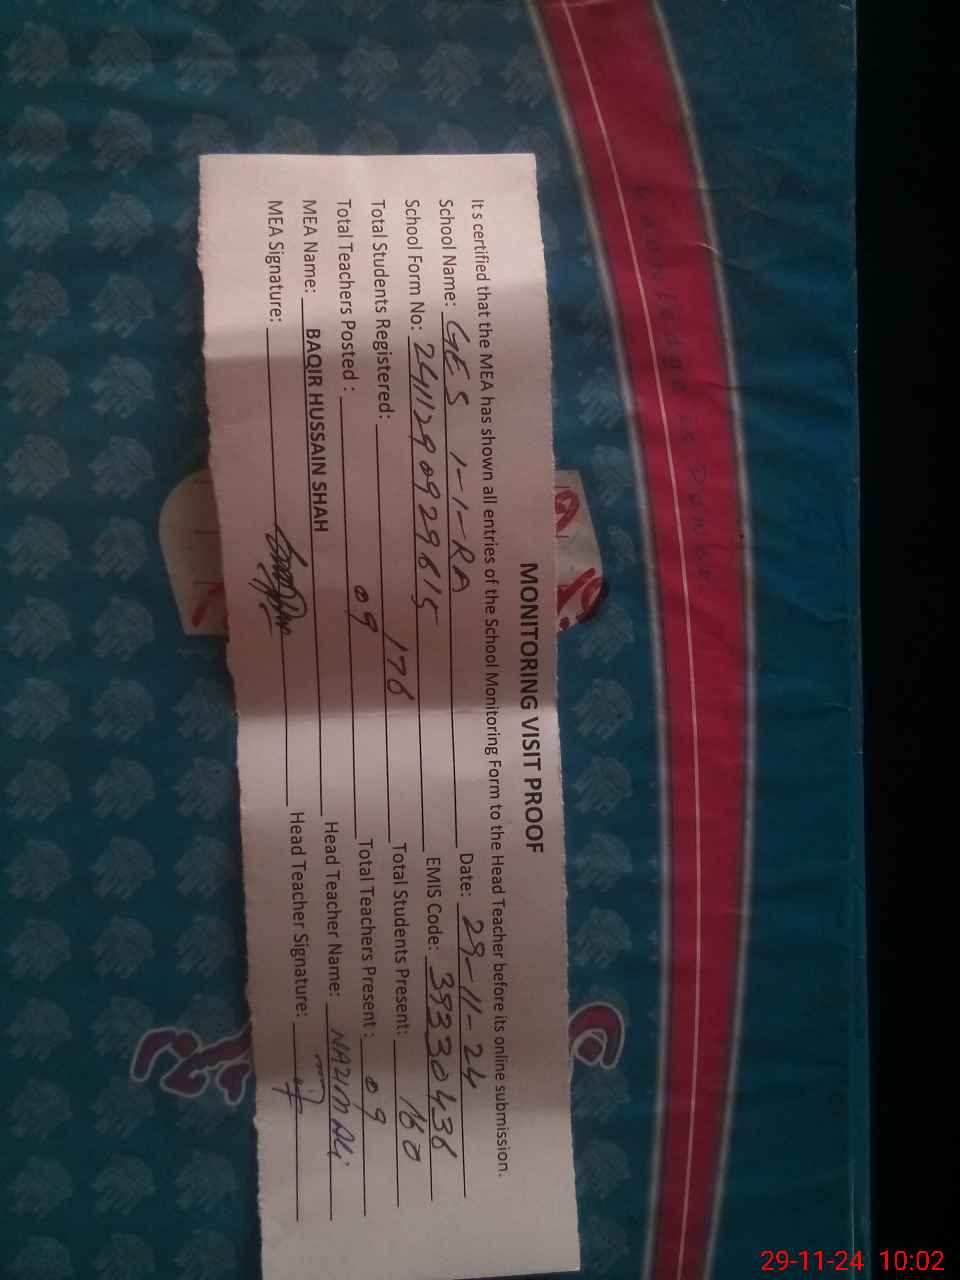 MONITORING VISIT PROOF
It s certified that the MEA has shown all entries of the School Monitoring Form to the Head Teacher before its online submission.
School Name: GES 1-1-RA Date: 29-11-24
School Form No: 2411290929615 EMIS Code: 39330436
Total Students Registered: 176 Total Students Present: 160
Total Teachers Posted : 09 Total Teachers Present : 09
MEA Name: BAQIR HUSSAIN SHAH Head Teacher Name: NAZIM ALi
MEA Signature: Head Teacher Signature:
is
29-11-24 10:02